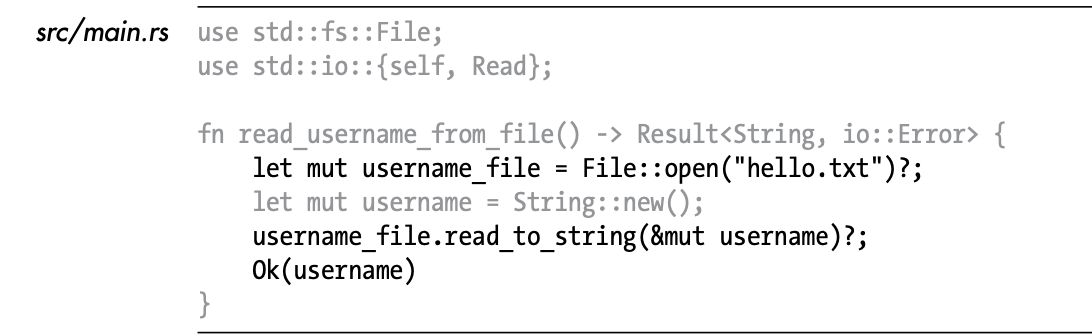 src/main.rs use std::fs::File;
use std::io::{self, Read};
fn read_username_from_file() -> Result<String, io::Error> {
    let mut username_file = File::open("hello.txt")?;
    let mut username = String::new();
    username_file.read_to_string(&mut username)?;
    Ok(username)
}